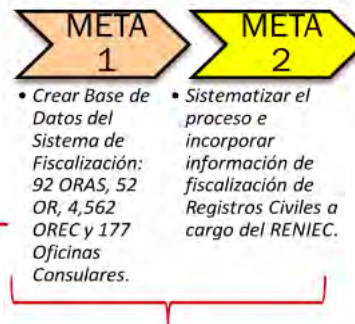 META
1
META
2
• Crear Base de
Datos del
Sistema de
Fiscalización:
92 ORAS, 52
OR, 4,562
OREC y 177
Oficinas
Consulares.
• Sistematizar el
proceso e
incorporar
información de
fiscalización de
Registros Civiles a
cargo del RENIEC.